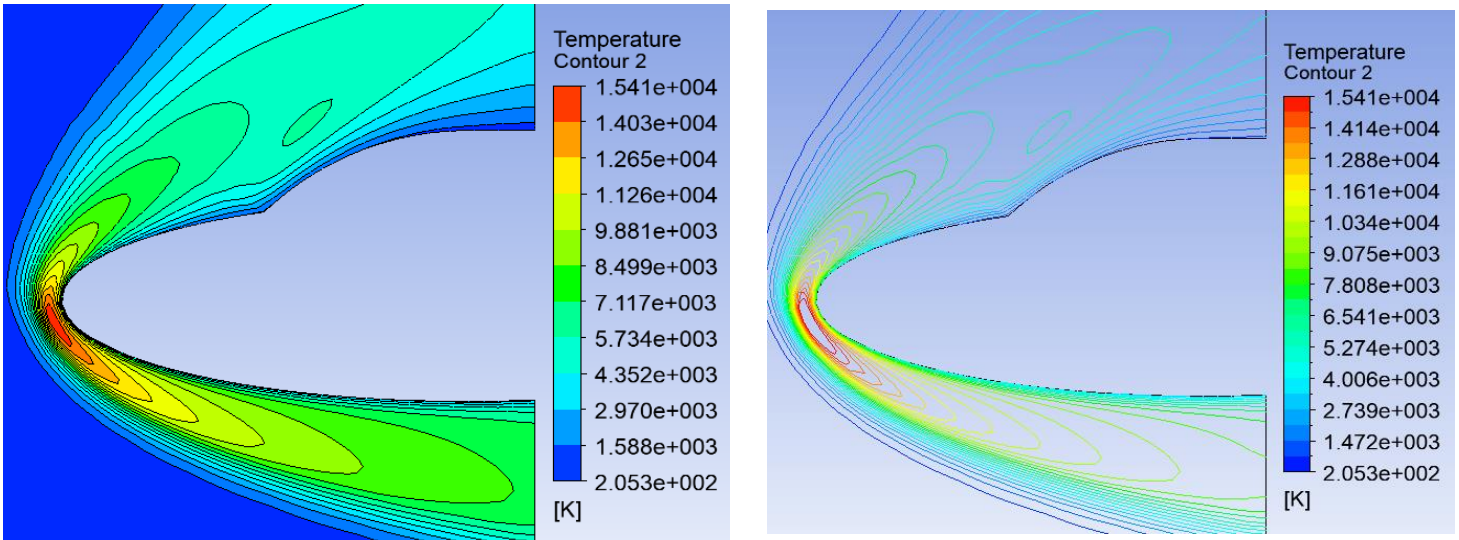 Temperature
Contour 2
1.541e+004
1.403e+004
1.265e+004
1.126e+004
9.881e+003
8.499e+003
7.117e+003
5.734e+003
4.352e+003
2.970e+003
1.588e+003
2.053e+002
[K]
Temperature
Contour 2
1.541e+004
1.414e+004
1.288e+004
1.161e+004
1.034e+004
9.075e+003
7.808e+003
6.541e+003
5.274e+003
4.006e+003
2.739e+003
1.472e+003
2.053e+002
[K]